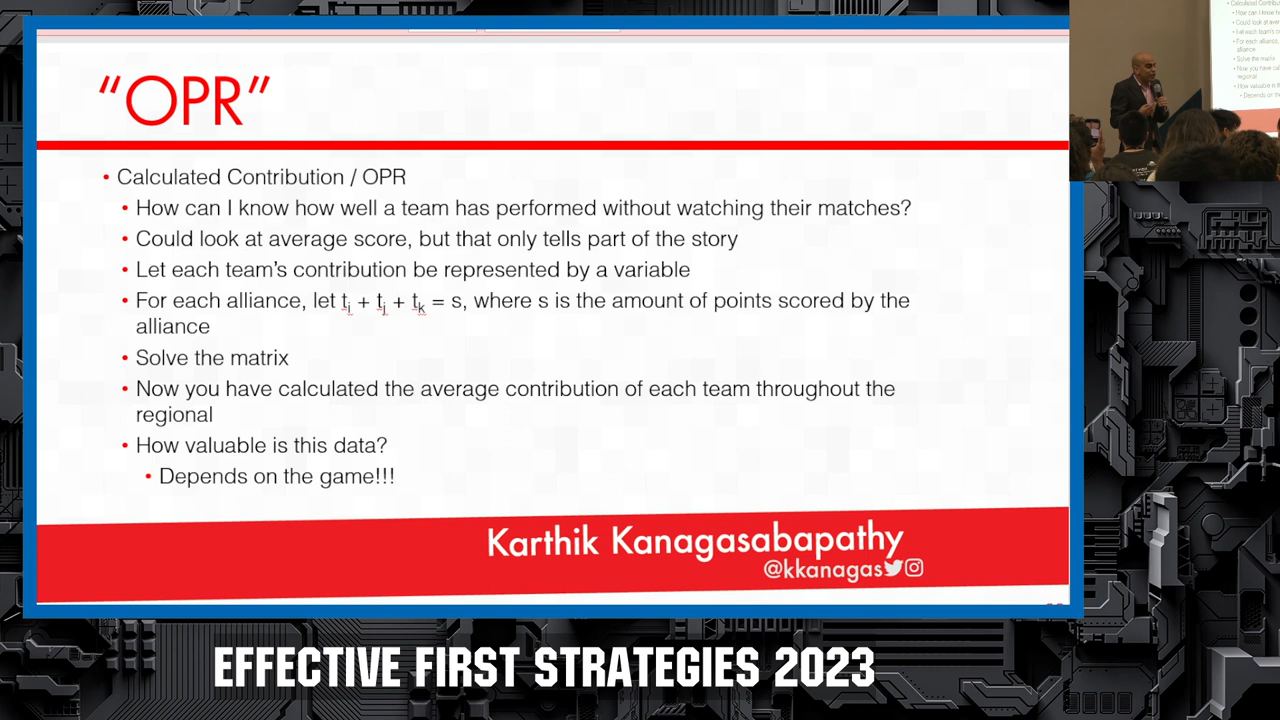 “OPR”
• Calculated Contribution / OPR
• How can I know how well a team has performed without watching their matches?
• Could look at average score, but that only tells part of the story
• Let each team’s contribution be represented by a variable
• For each alliance, let ti + tj + tk = s, where s is the amount of points scored by the
alliance
• Solve the matrix
• Now you have calculated the average contribution of each team throughout the
regional
• How valuable is this data?
• Depends on the game!!!
Karthik Kanagasabapathy
@kkanagas
EFFECTIVE FIRST STRATEGIES 2023